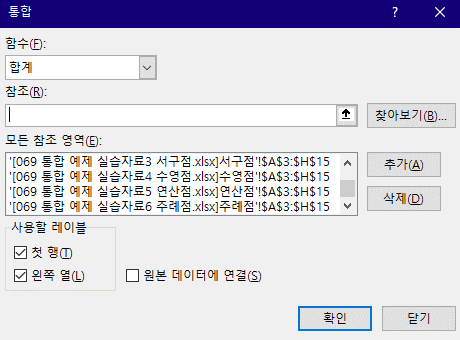 통합
?
함수(F):
합계
참조(R):
찾아보기(B)...
모든 참조 영역(E):
'[069 통합 예제 실습자료3 서구점.xlsx]서구점'!$A$3:$H$15
'[069 통합 예제 실습자료4 수영점.xlsx]수영점'!$A$3:$H$15
'[069 통합 예제 실습자료5 연산점.xlsx]연산점'!$A$3:$H$15
'[069 통합 예제 실습자료6 주례점.xlsx]주례점'!$A$3:$H$15
추가(A)
삭제(D)
사용할 레이블
첫 행(T)
왼쪽 열(L)
원본 데이터에 연결(S)
확인
닫기